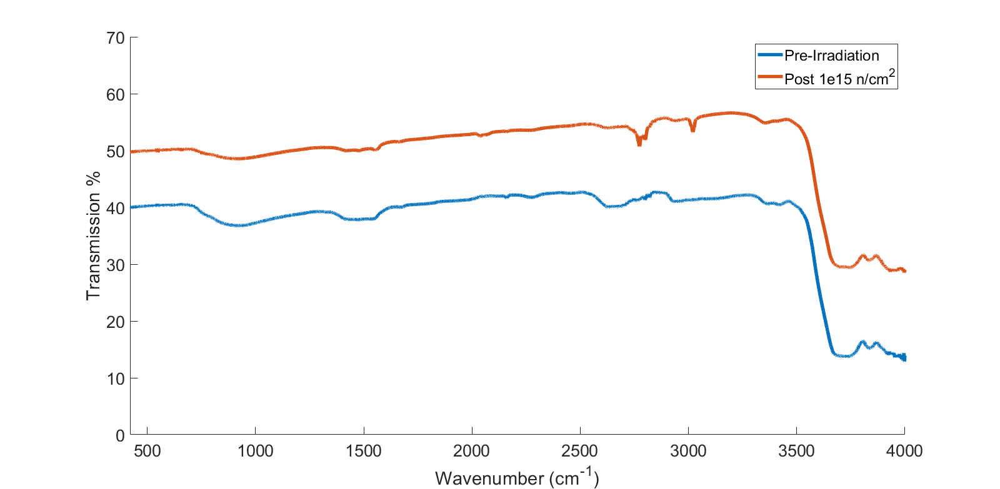 70
60
50
40
30
20
10
0
Transmission %
Pre-Irradiation
Post 1e15 n/cm²
500 1000 1500 2000 2500 3000 3500 4000
Wavenumber (cm⁻¹)